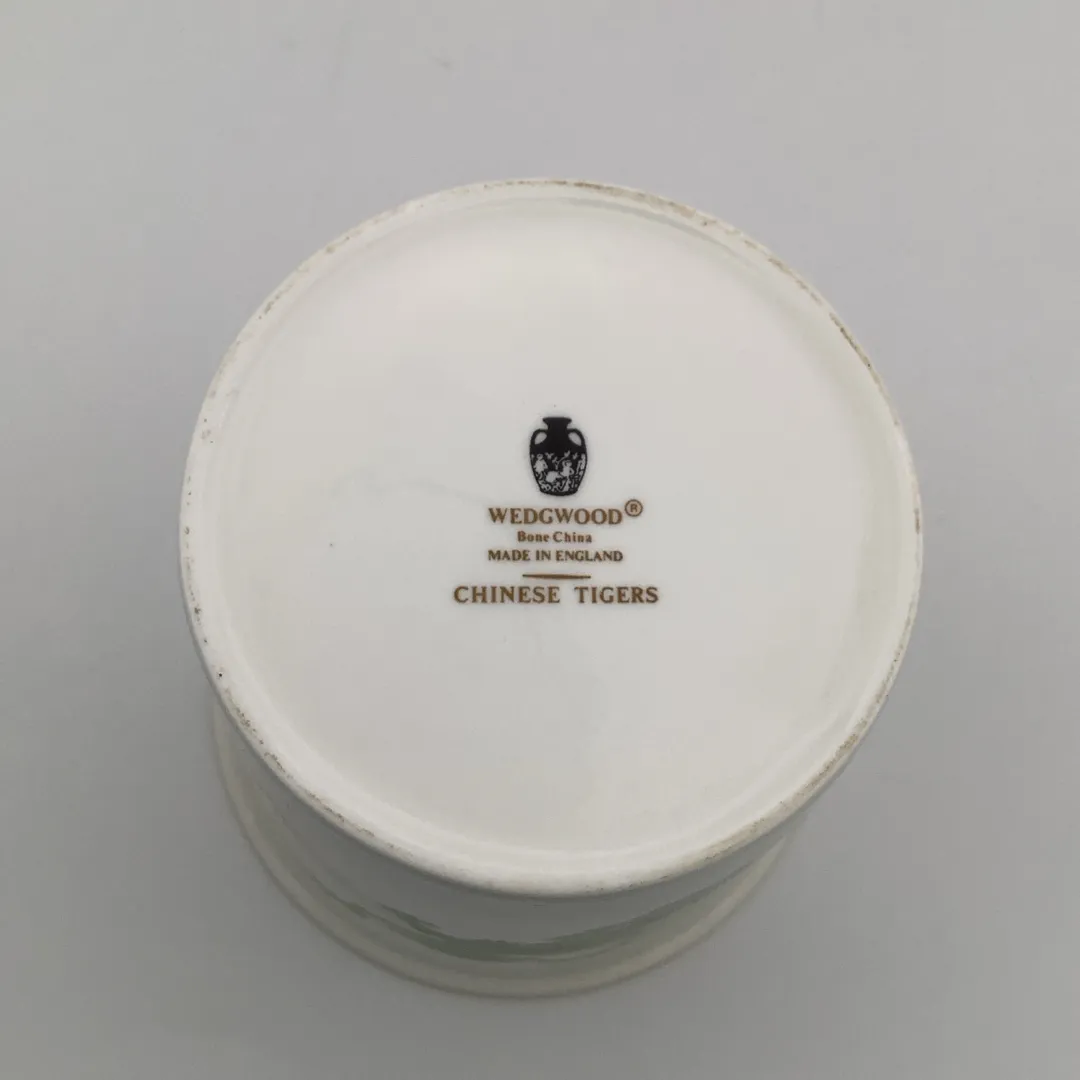 WEDGWOOD®
Bone China
MADE IN ENGLAND
CHINESE TIGERS